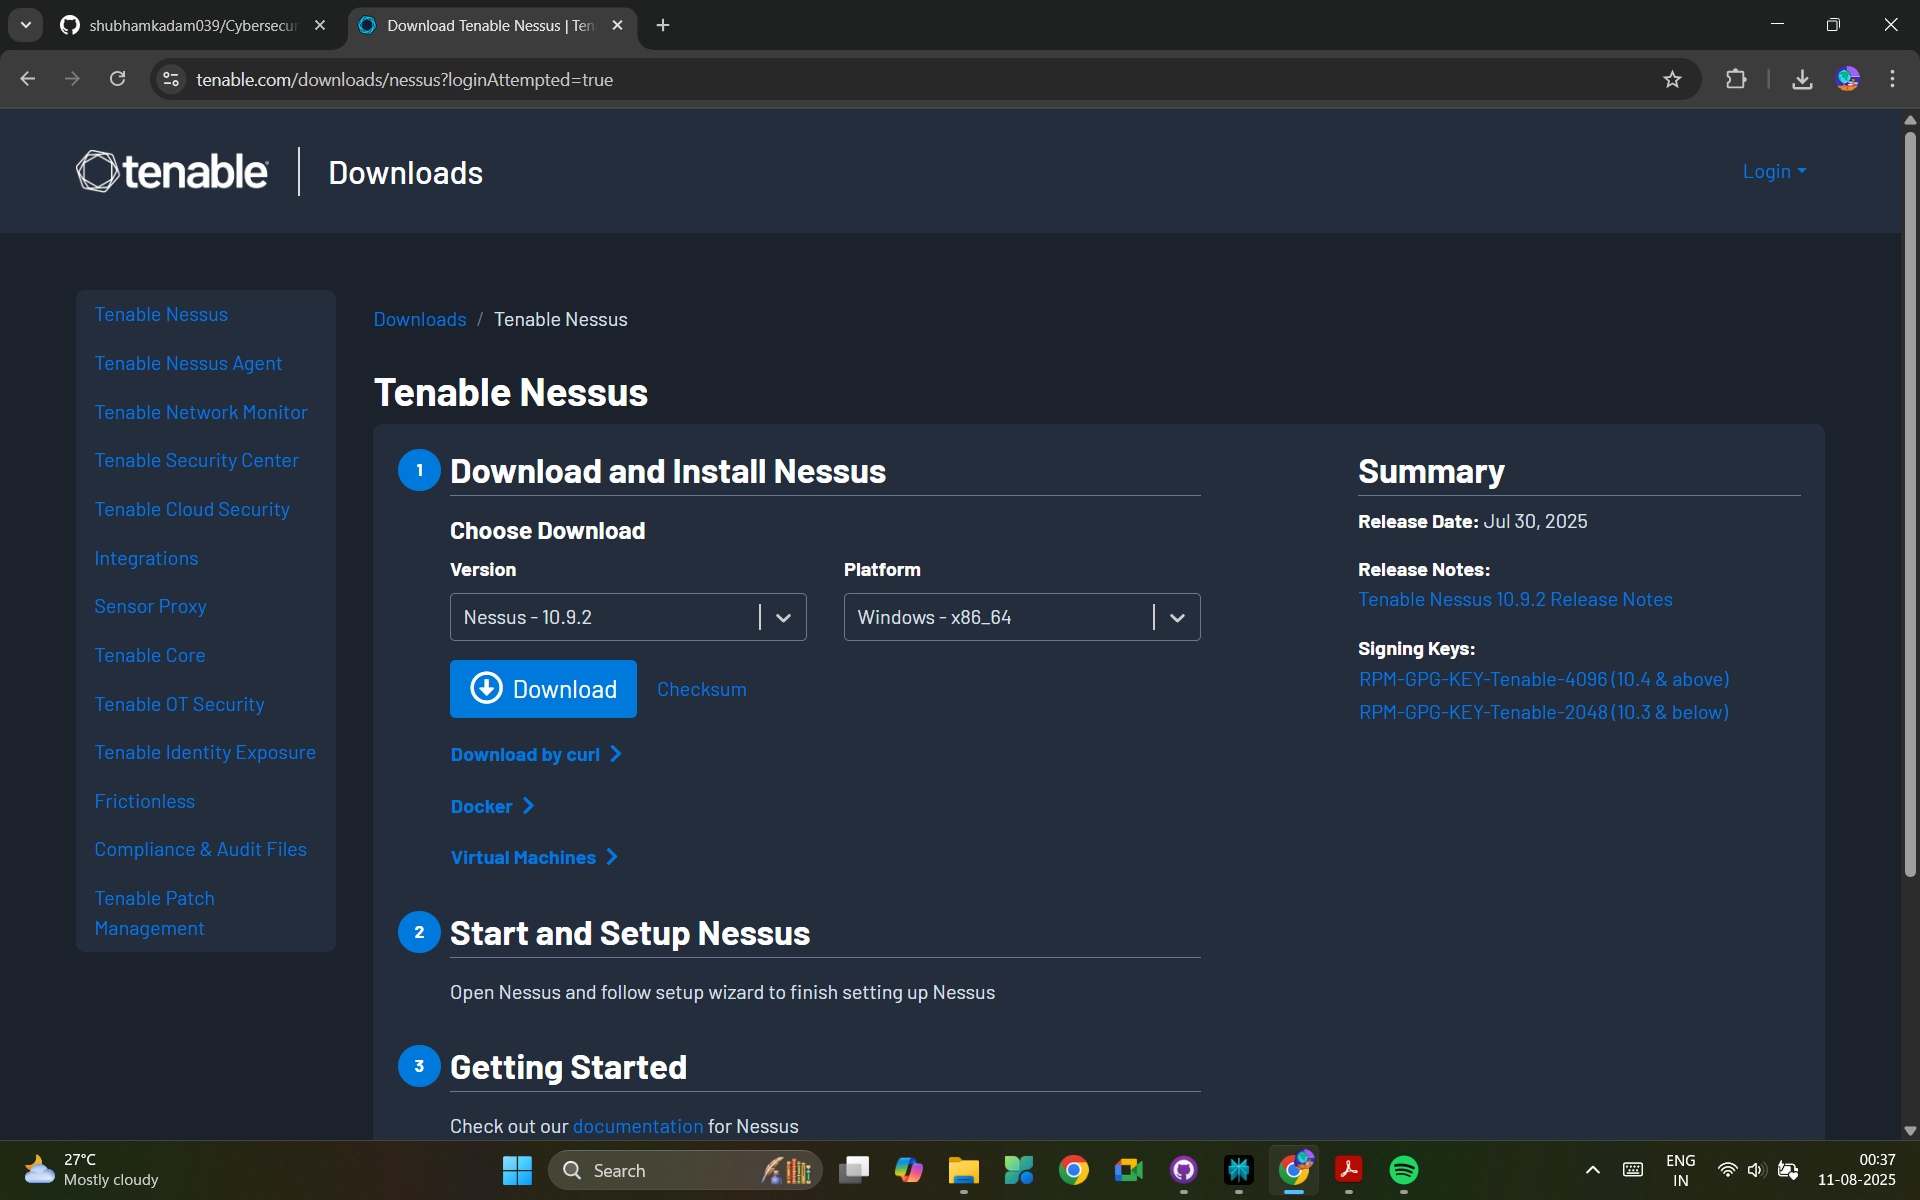 shubhamkadam039/Cybersecur
Download Tenable Nessus | Ten
tenable.com/downloads/nessus?loginAttempted=true
tenable
Downloads
Login
Tenable Nessus
Tenable Nessus Agent
Tenable Network Monitor
Tenable Security Center
Tenable Cloud Security
Integrations
Sensor Proxy
Tenable Core
Tenable OT Security
Tenable Identity Exposure
Frictionless
Compliance & Audit Files
Tenable Patch
Management
Downloads / Tenable Nessus
Tenable Nessus
1 Download and Install Nessus
Choose Download
Version
Platform
Nessus - 10.9.2
Windows - x86_64
Download
Checksum
Download by curl
Docker
Virtual Machines
2 Start and Setup Nessus
Open Nessus and follow setup wizard to finish setting up Nessus
3 Getting Started
Check out our documentation for Nessus
Summary
Release Date: Jul 30, 2025
Release Notes:
Tenable Nessus 10.9.2 Release Notes
Signing Keys:
RPM-GPG-KEY-Tenable-4096 (10.4 & above)
RPM-GPG-KEY-Tenable-2048 (10.3 & below)
27°C
Mostly cloudy
Search
ENG
IN
00:37
11-08-2025